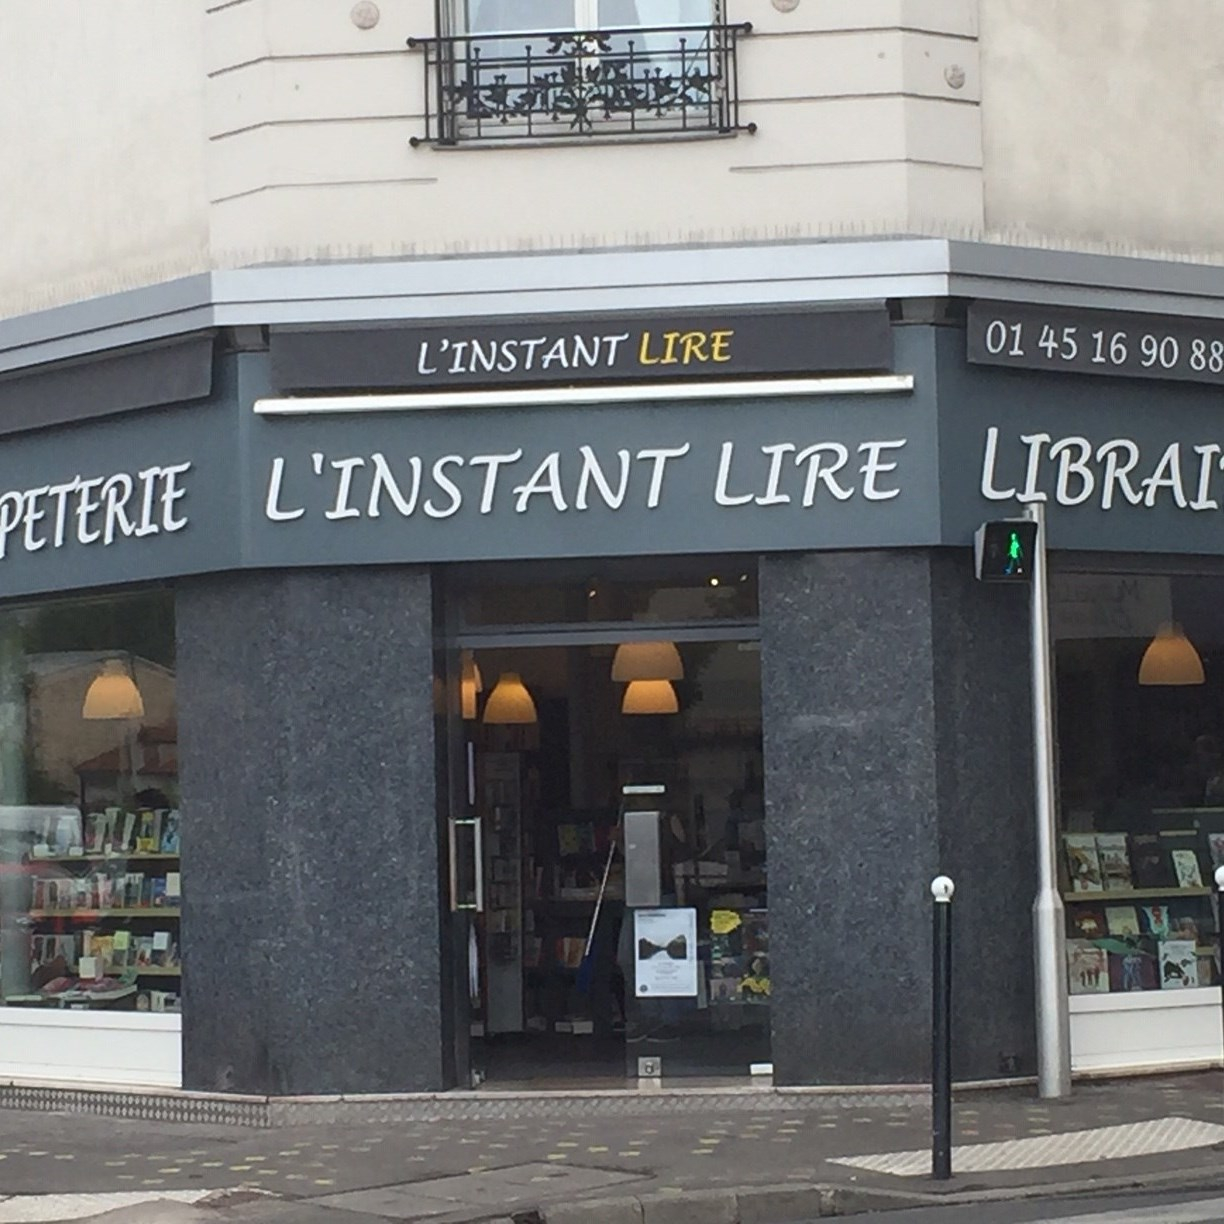 L'INSTANT LIRE
01 45 16 90 88
PETERIE
L'INSTANT LIRE
LIBRAI